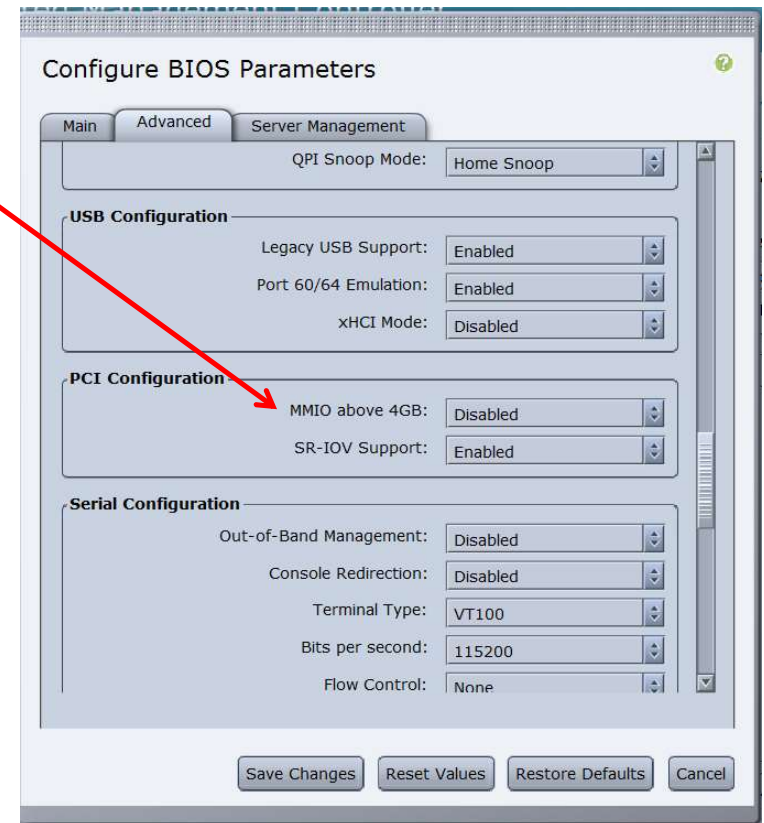 Configure BIOS Parameters
Main Advanced Server Management
QPI Snoop Mode: Home Snoop
USB Configuration
Legacy USB Support: Enabled
Port 60/64 Emulation: Enabled
xHCI Mode: Disabled
PCI Configuration
MMIO above 4GB: Disabled
SR-IOV Support: Enabled
Serial Configuration
Out-of-Band Management: Disabled
Console Redirection: Disabled
Terminal Type: VT100
Bits per second: 115200
Flow Control: None
Save Changes Reset Values Restore Defaults Cancel